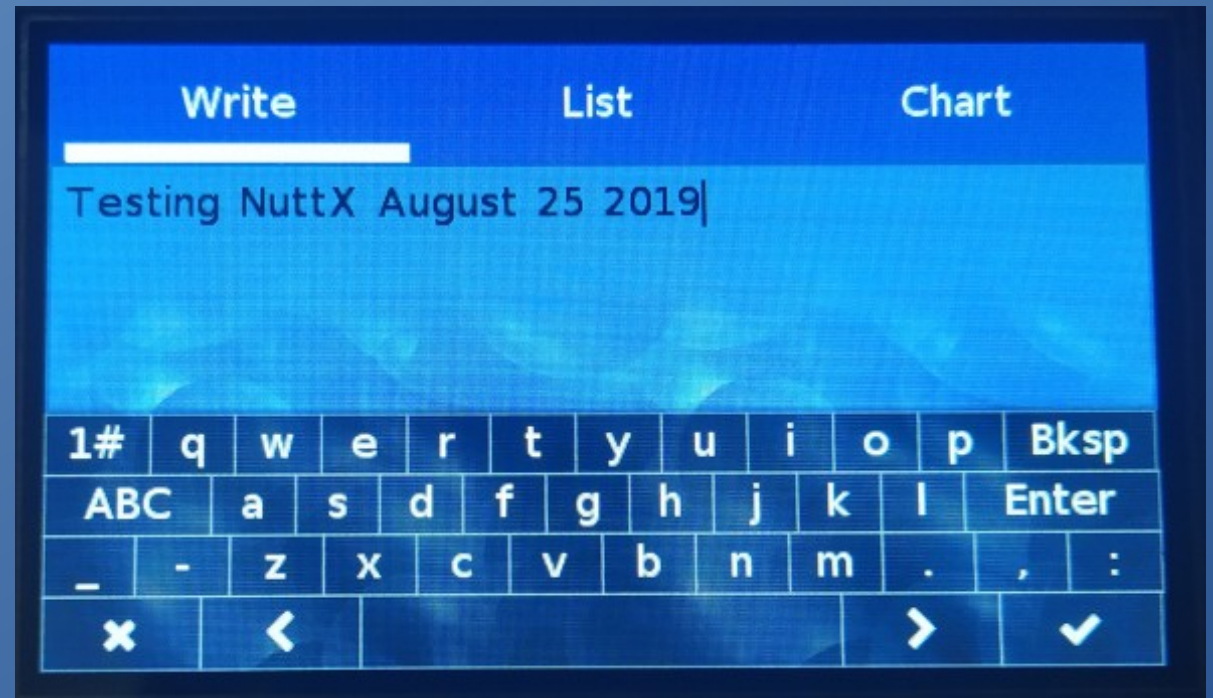 Write List Chart
Testing NuttX August 25 2019
1# q w e r t y u i o p Bksp
ABC a s d f g h j k l Enter
_ - z x c v b n m . , :